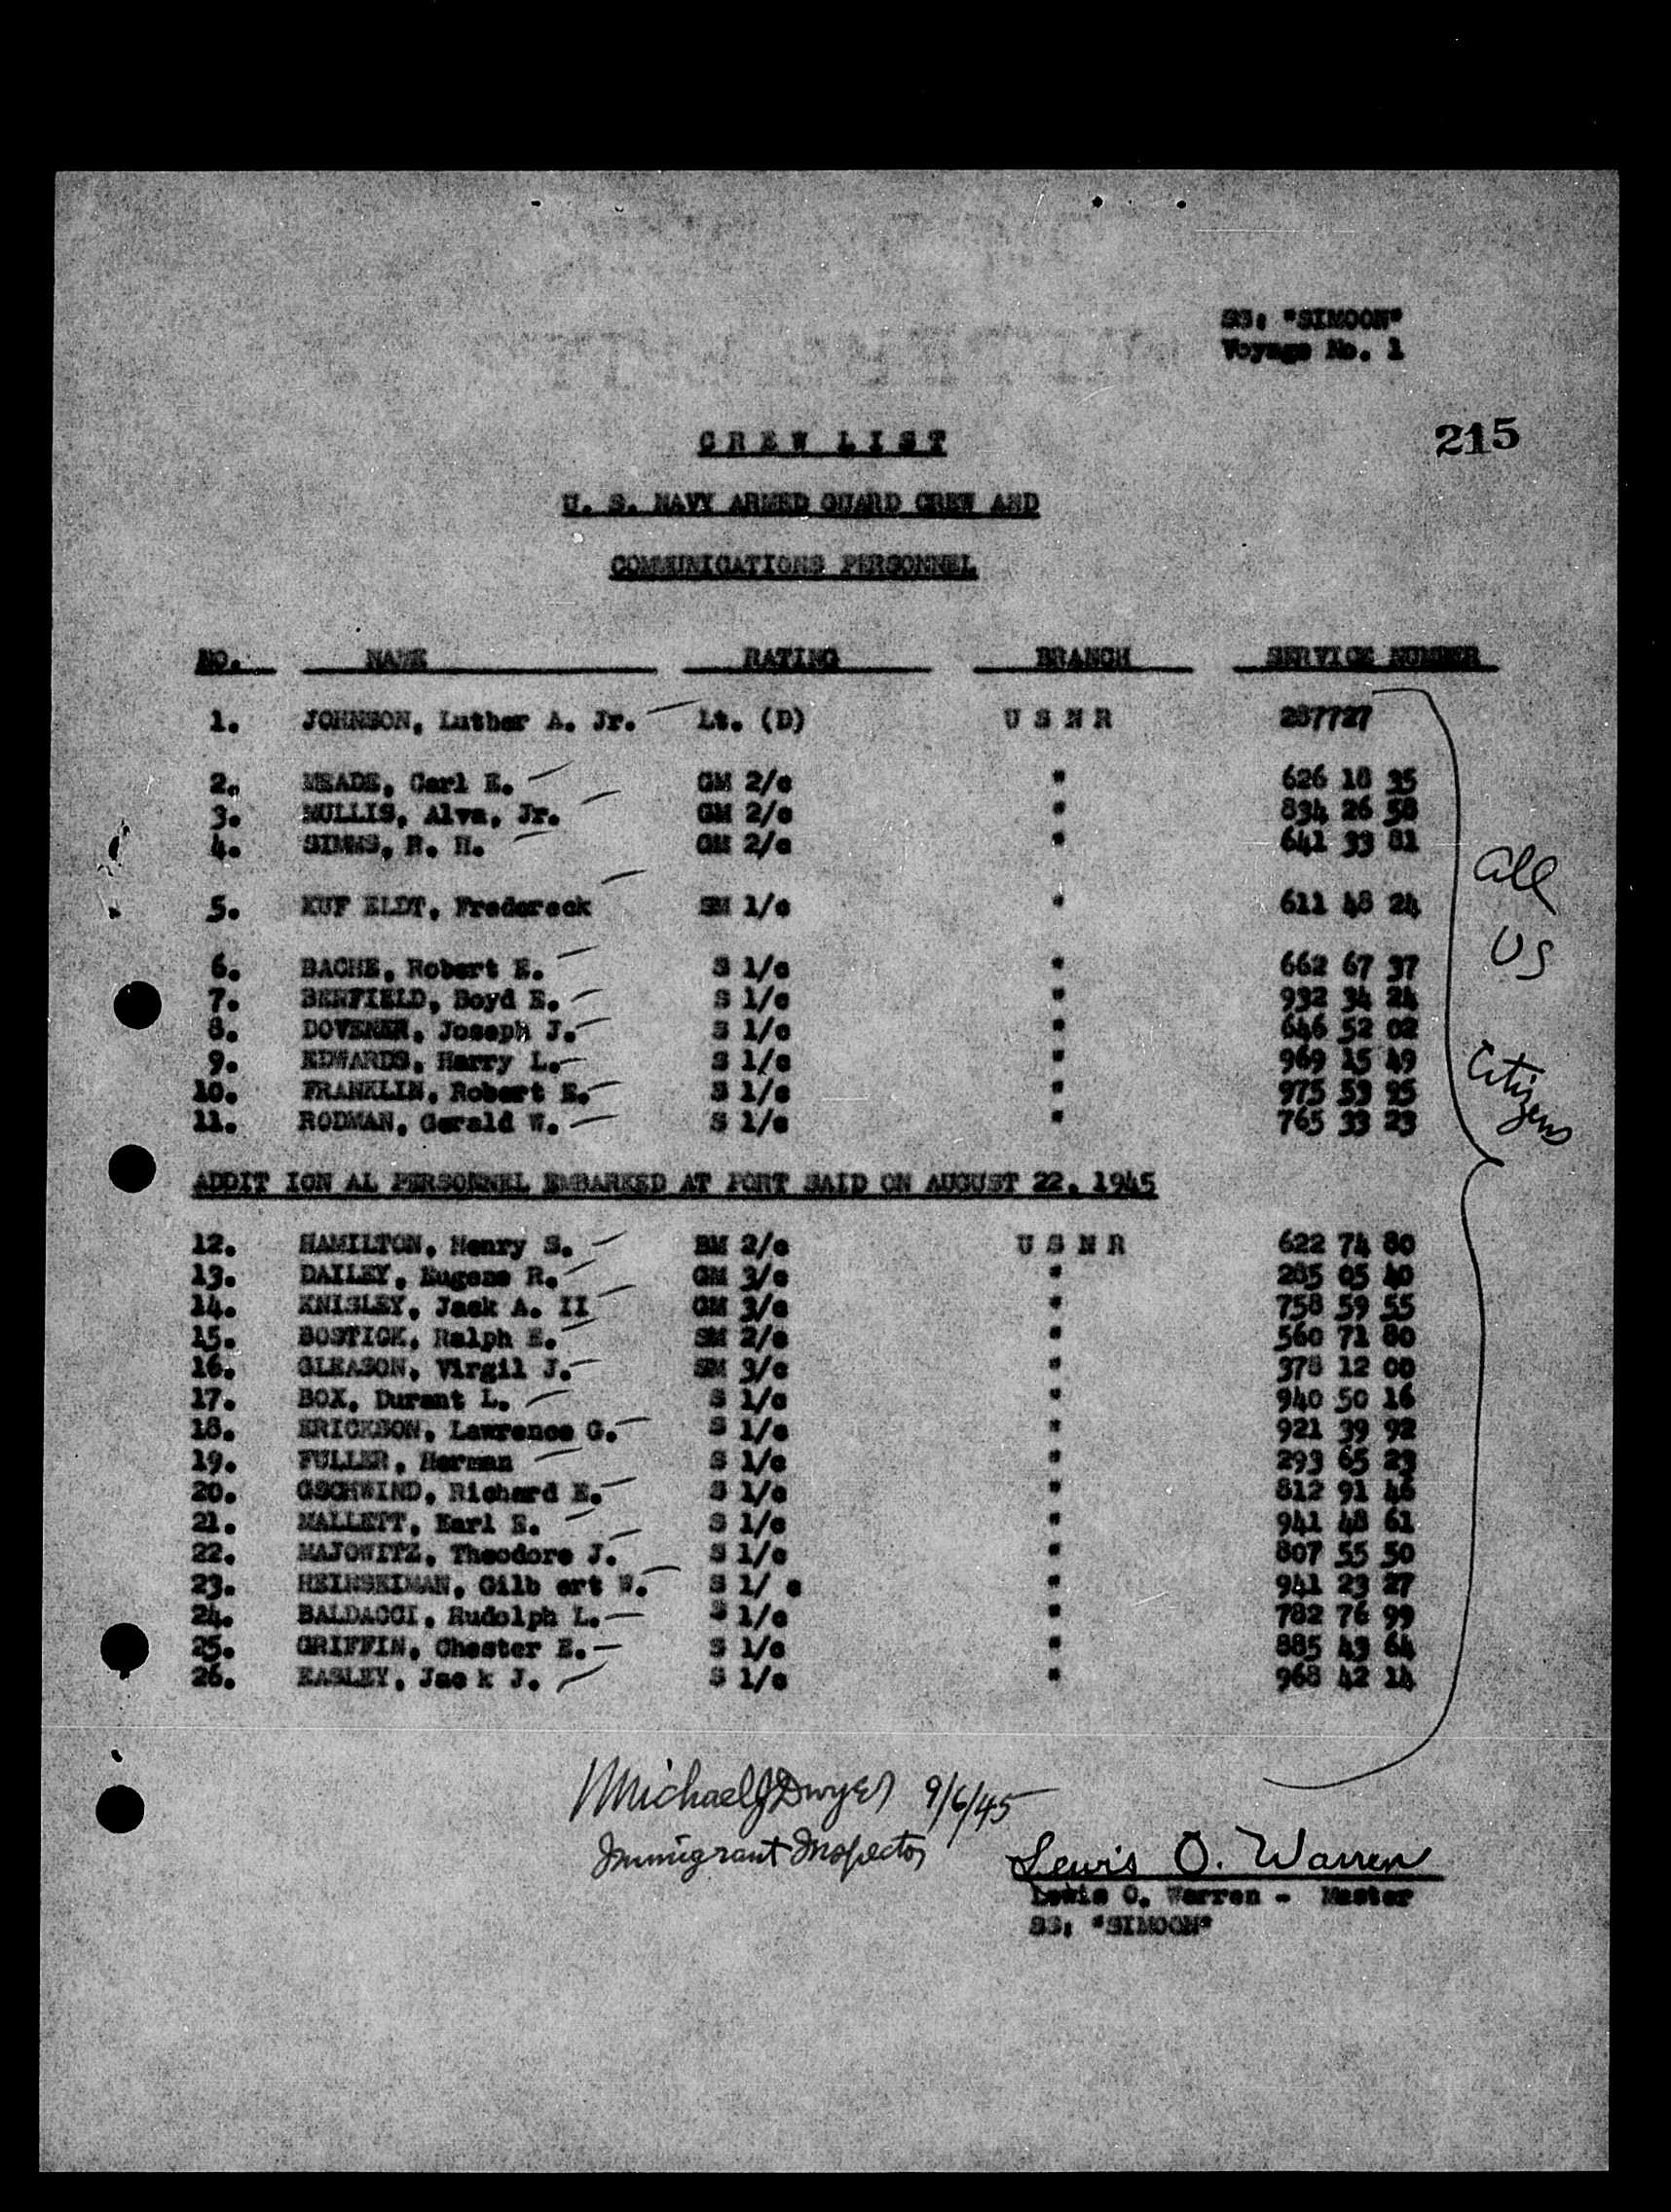 SS: "SIMOON"
Voyage No. 1
215
C R E W L I S T
U. S. NAVY ARMED GUARD CREW AND
COMMUNICATIONS PERSONNEL
NO. NAME RATING BRANCH SERVICE NUMBER
1. JOHNSON, Luther A. Jr. Lt. (D) U S N R 287727
2. MEADE, Carl E. GM 2/c " 626 18 35
3. MULLIS, Alva, Jr. GM 2/c " 834 26 58
4. SIMMS, R. H. GM 2/c " 641 33 81
5. KUF ELDT, Fredereck SM 1/c " 611 48 24
6. BACHE, Robert E. S 1/c " 662 67 37
7. BENFIELD, Boyd E. S 1/c " 932 34 24
8. DOVENER, Joseph J. S 1/c " 646 52 02
9. EDWARDS, Harry L. S 1/c " 969 15 49
10. FRANKLIN, Robert E. S 1/c " 975 53 95
11. RODMAN, Gerald W. S 1/c " 765 33 23
all
US
Citizens
ADDIT ION AL PERSONNEL EMBARKED AT PORT SAID ON AUGUST 22, 1945
12. HAMILTON, Henry S. BM 2/c U S N R 622 74 80
13. DAILEY, Eugene R. GM 3/c " 285 05 40
14. KNISLEY, Jack A. II GM 3/c " 758 59 55
15. BOSTICK, Ralph E. SM 2/c " 560 71 80
16. GLEASON, Virgil J. SM 3/c " 378 12 00
17. BOX, Durant L. S 1/c " 940 50 16
18. ERICKSON, Lawrence G. S 1/c " 921 39 92
19. FULLER, Herman S 1/c " 293 65 23
20. GSCHWIND, Richard E. S 1/c " 812 91 46
21. MALLETT, Earl E. S 1/c " 941 48 61
22. MAJOWITZ, Theodore J. S 1/c " 807 55 50
23. Gilb ert W. S 1/ c " 941 23 27
24. BALDACCI, Rudolph L. S 1/c " 782 76 99
25. GRIFFIN, Chester E. S 1/c " 885 43 64
26. EASLEY, Jac k J. S 1/c " 968 42 14
Michael J Dwyer 9/6/45
Immigrant Inspector
Lewis O. Warren
Lewis O. Warren - Master
SS: "SIMOON"